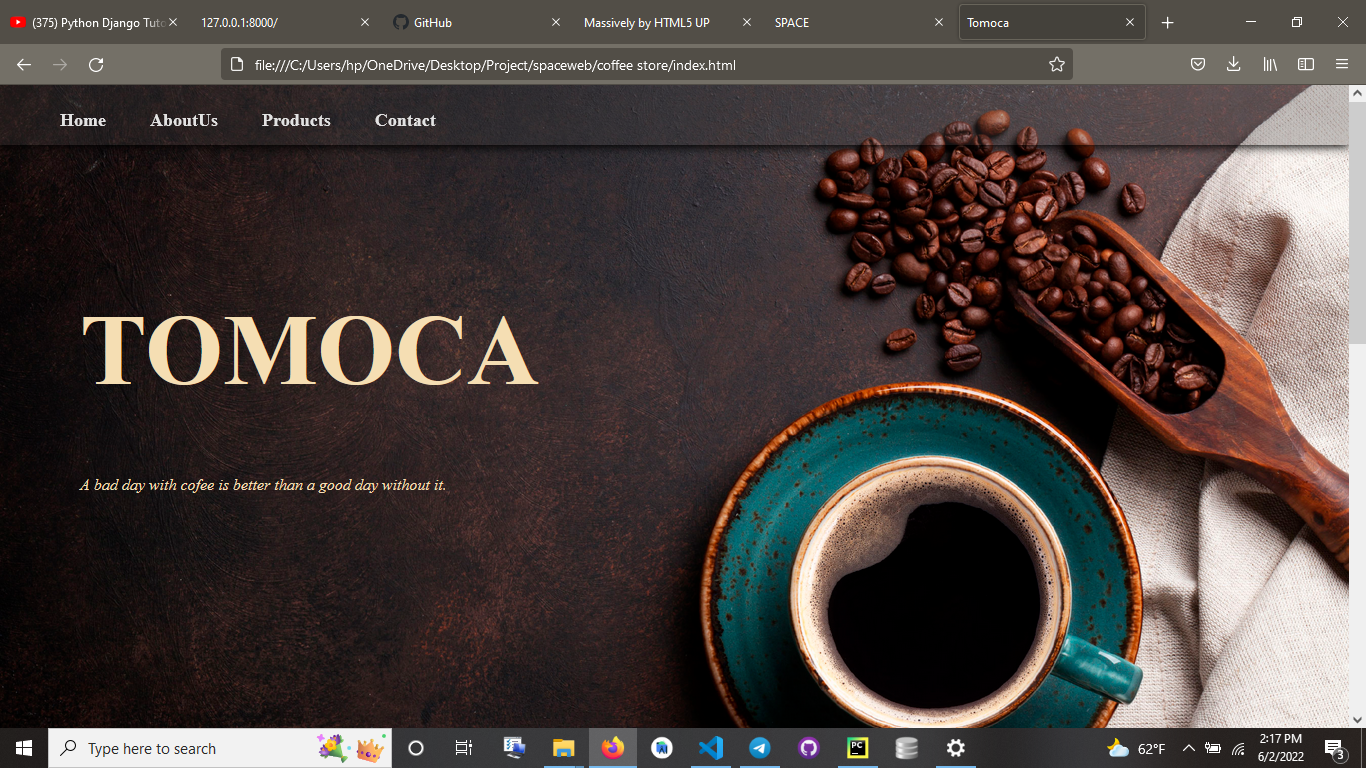 (375) Python Django Tuto
127.0.0.1:8000/
GitHub
Massively by HTML5 UP
SPACE
Tomoca
file:///C:/Users/hp/OneDrive/Desktop/Project/spaceweb/coffee store/index.html
Home AboutUs Products Contact
TOMOCA
A bad day with cofee is better than a good day without it.
Type here to search
PC
62°F
2:17 PM
6/2/2022
3